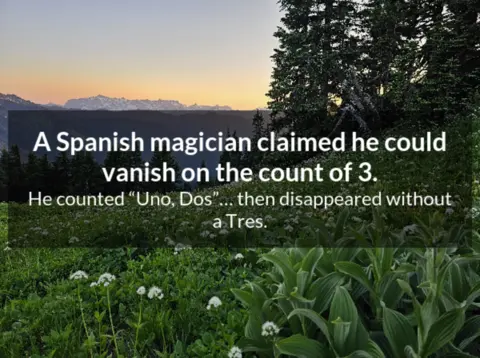 A Spanish magician claimed he could
vanish on the count of 3.
He counted “Uno, Dos”... then disappeared without
a Tres.